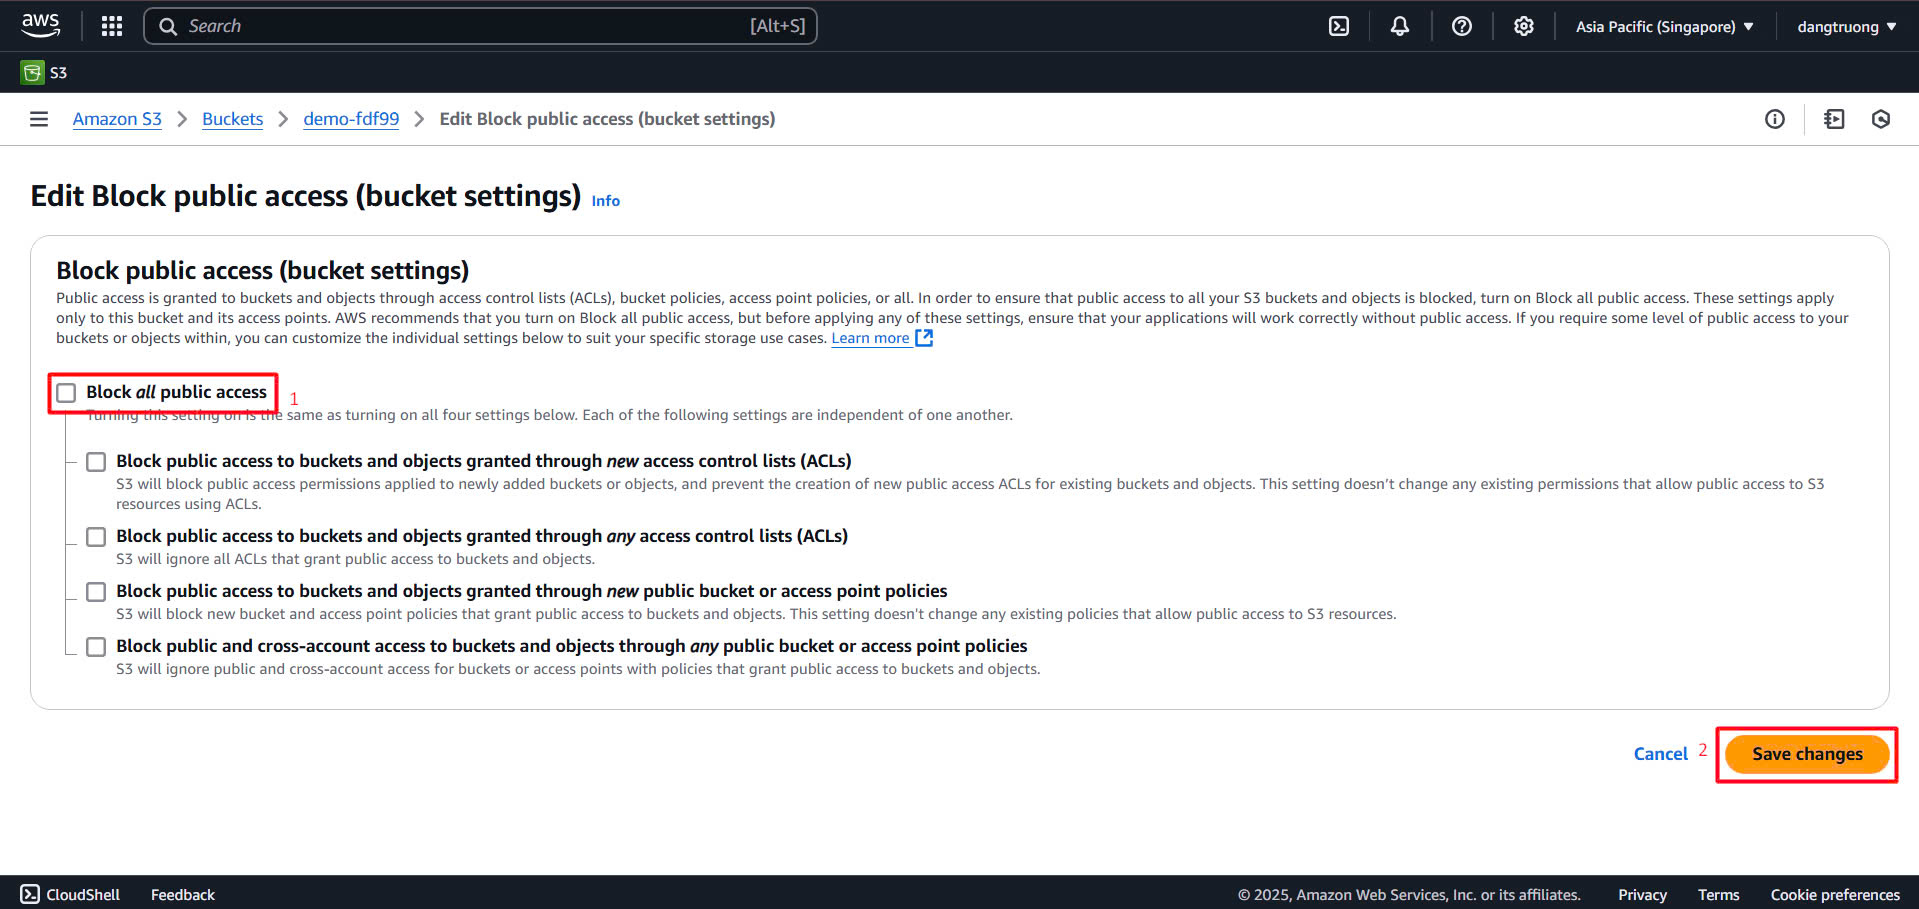 aws
Search [Alt+S]
Asia Pacific (Singapore) dangtruong
S3
Amazon S3 Buckets demo-fdf99 Edit Block public access (bucket settings)
Edit Block public access (bucket settings) Info
Block public access (bucket settings)
Public access is granted to buckets and objects through access control lists (ACLs), bucket policies, access point policies, or all. In order to ensure that public access to all your S3 buckets and objects is blocked, turn on Block all public access. These settings apply
only to this bucket and its access points. AWS recommends that you turn on Block all public access, but before applying any of these settings, ensure that your applications will work correctly without public access. If you require some level of public access to your
buckets or objects within, you can customize the individual settings below to suit your specific storage use cases. Learn more
Block all public access 1
Turning this setting on is the same as turning on all four settings below. Each of the following settings are independent of one another.
Block public access to buckets and objects granted through new access control lists (ACLs)
S3 will block public access permissions applied to newly added buckets or objects, and prevent the creation of new public access ACLs for existing buckets and objects. This setting doesn't change any existing permissions that allow public access to S3
resources using ACLs.
Block public access to buckets and objects granted through any access control lists (ACLs)
S3 will ignore all ACLs that grant public access to buckets and objects.
Block public access to buckets and objects granted through new public bucket or access point policies
S3 will block new bucket and access point policies that grant public access to buckets and objects. This setting doesn't change any existing policies that allow public access to S3 resources.
Block public and cross-account access to buckets and objects through any public bucket or access point policies
S3 will ignore public and cross-account access for buckets or access points with policies that grant public access to buckets and objects.
Cancel 2 Save changes
CloudShell Feedback © 2025, Amazon Web Services, Inc. or its affiliates. Privacy Terms Cookie preferences